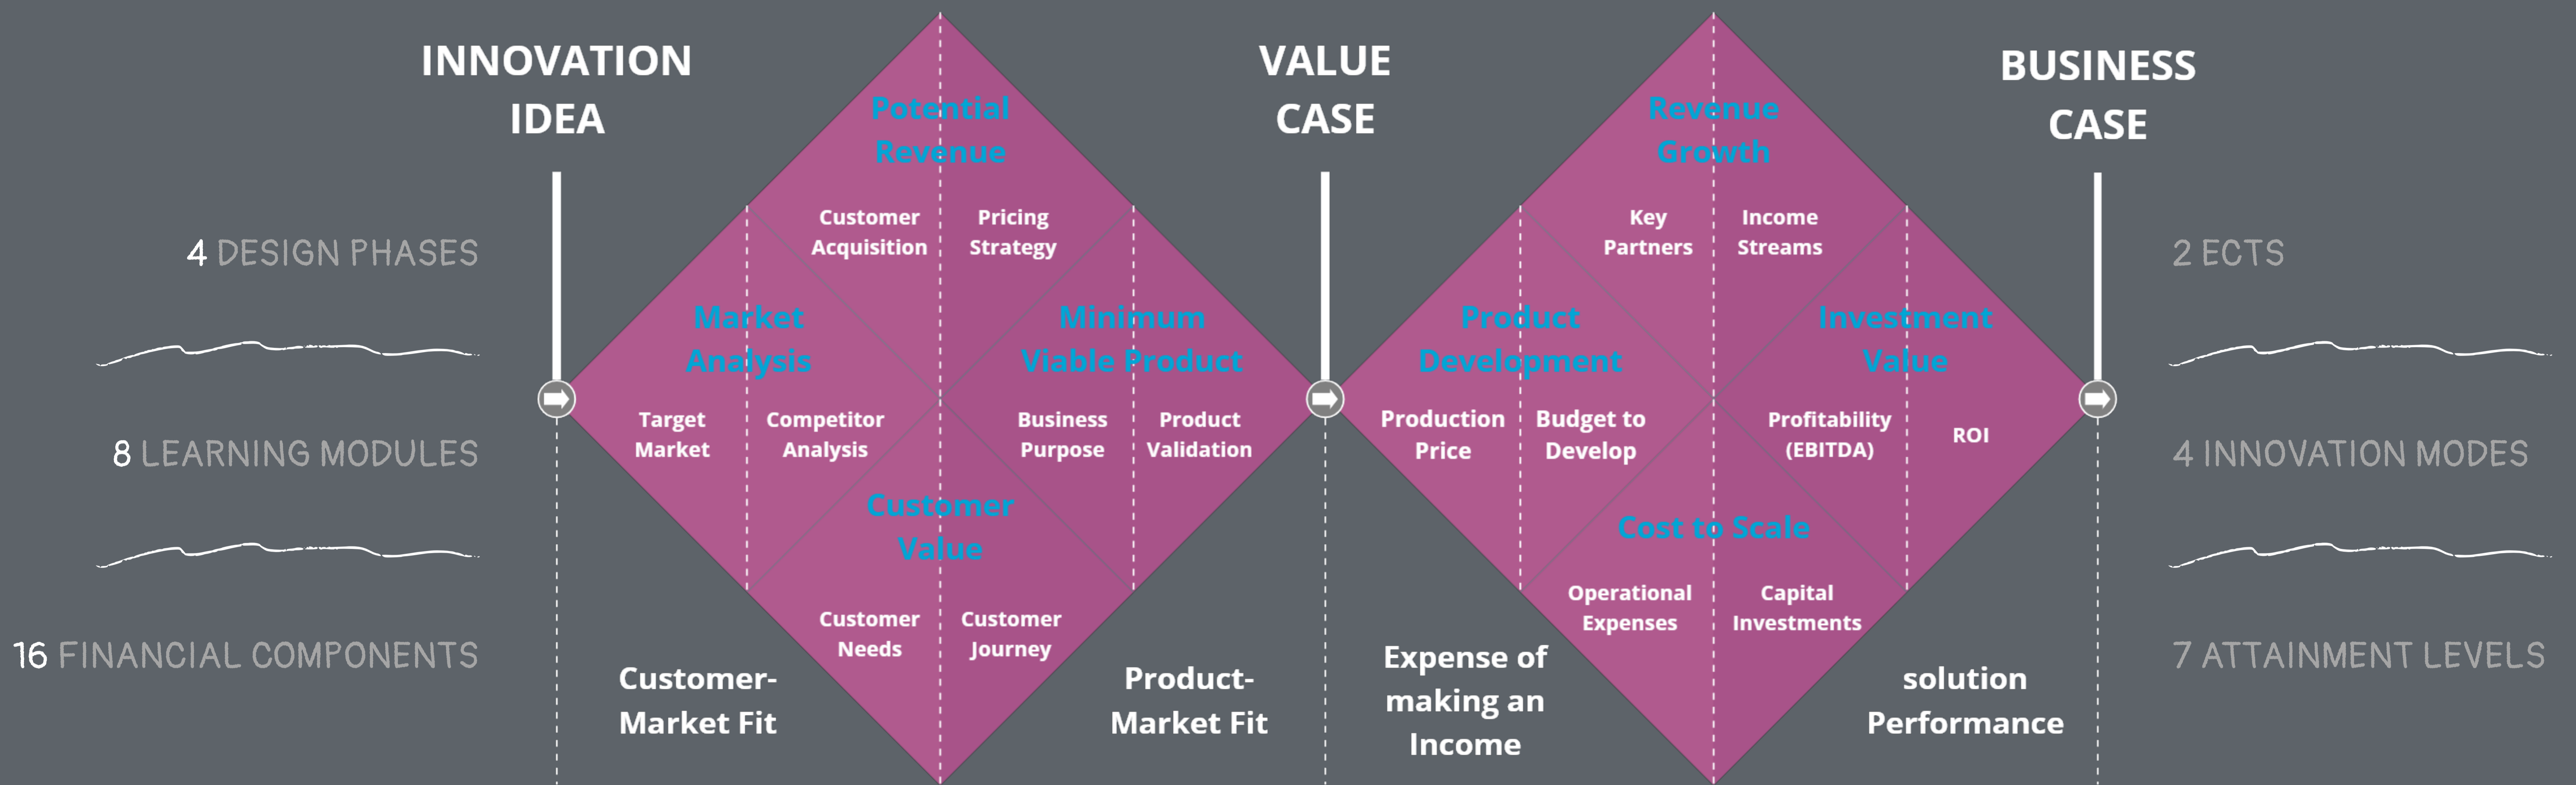 INNOVATION
IDEA
VALUE
CASE
BUSINESS
CASE
4 DESIGN PHASES
8 LEARNING MODULES
16 FINANCIAL COMPONENTS
Potential
Revenue
Customer
Acquisition
Pricing
Strategy
Market
Analysis
Target
Market
Competitor
Analysis
Minimum
Viable Product
Business
Purpose
Product
Validation
Customer
Value
Customer
Needs
Customer
Journey
Customer-
Market Fit
Product-
Market Fit
Revenue
Growth
Key
Partners
Income
Streams
Product
Development
Production
Price
Budget to
Develop
Investment
Value
Profitability
(EBITDA)
ROI
Cost to Scale
Operational
Expenses
Capital
Investments
Expense of
making an
Income
solution
Performance
2 ECTS
4 INNOVATION MODES
7 ATTAINMENT LEVELS